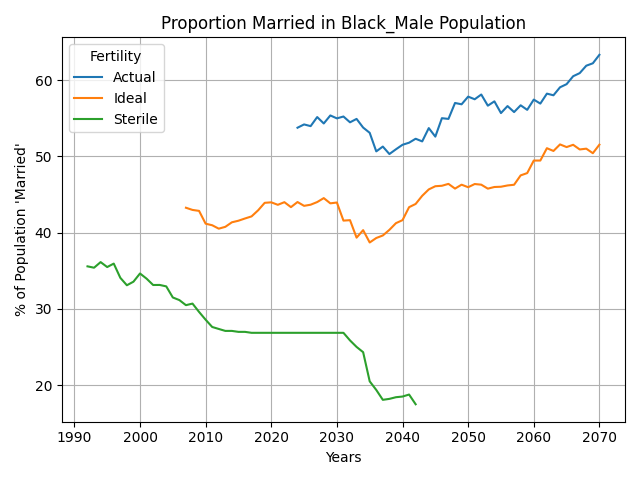 Proportion Married in Black_Male Population
Fertility
Actual
Ideal
Sterile
% of Population 'Married'
60
50
40
30
20
1990 2000 2010 2020 2030 2040 2050 2060 2070
Years